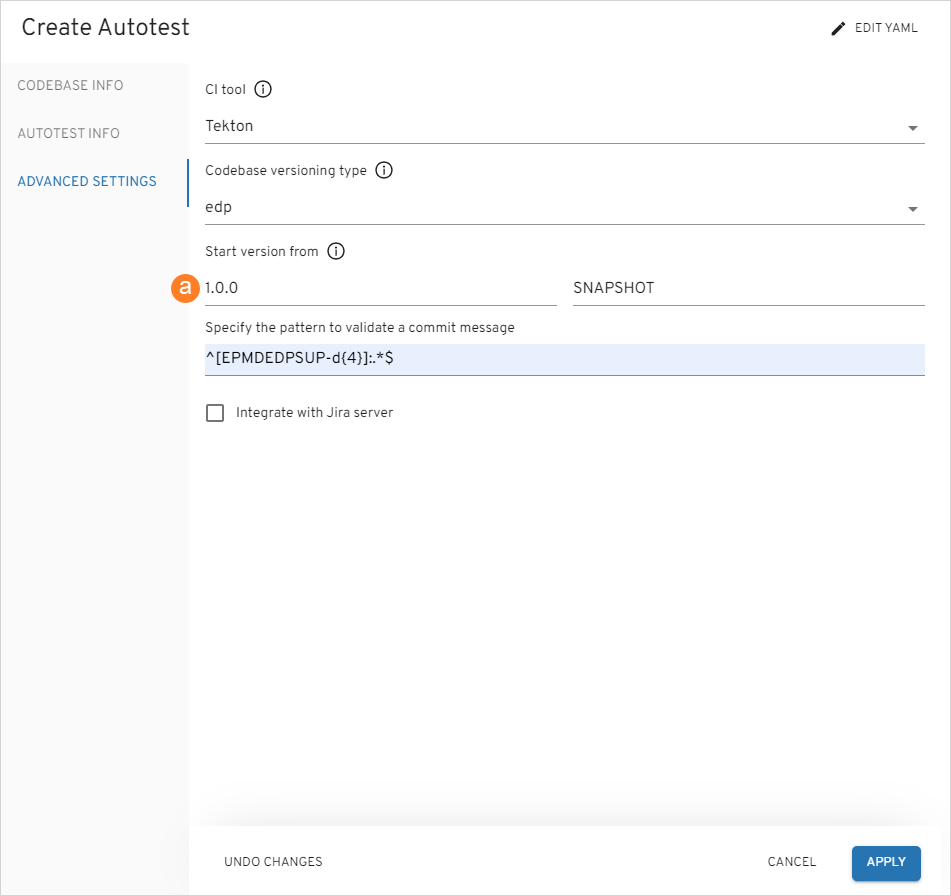 Create Autotest
EDIT YAML
CODEBASE INFO
AUTOTEST INFO
ADVANCED SETTINGS
CI tool
Tekton
Codebase versioning type
edp
Start version from
a
1.0.0
SNAPSHOT
Specify the pattern to validate a commit message
^[EPMDEDPSUP-d{4}]:.*$
Integrate with Jira server
UNDO CHANGES
CANCEL
APPLY